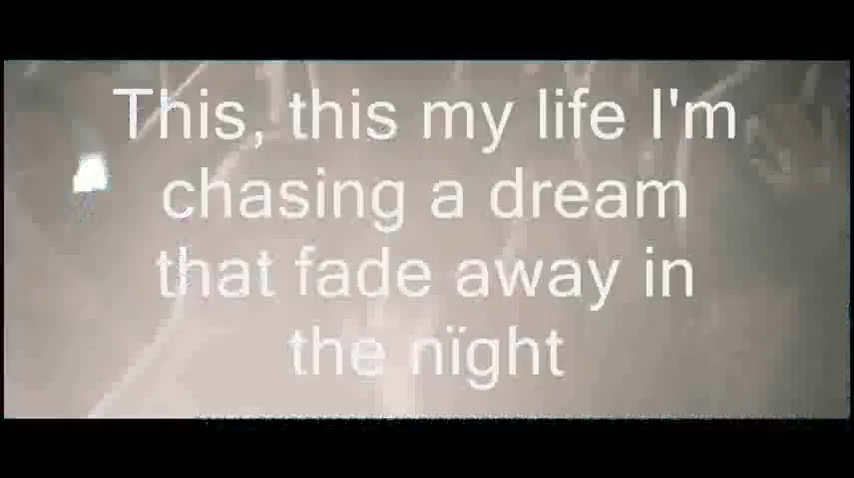 This, this my life I'm
chasing a dream
that fade away in
the nïght